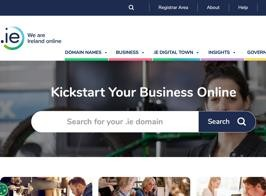 Registrar Area
About
Help
.ie
We are
Ireland online
DOMAIN NAMES
BUSINESS
.IE DIGITAL TOWN
INSIGHTS
GOVERN
Kickstart Your Business Online
Search for your .ie domain
Search